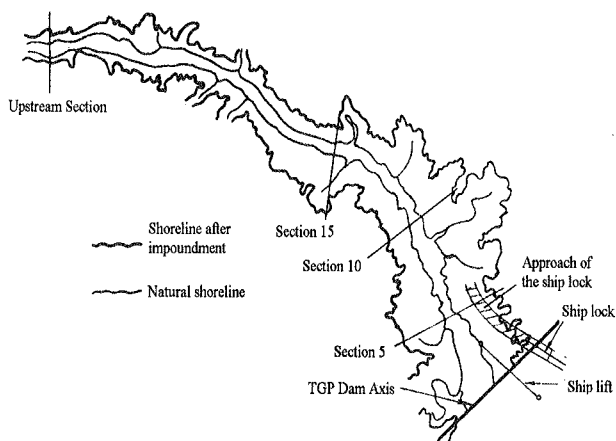 Upstream Section
Section 15
Shoreline after
impoundment
Section 10
Natural shoreline
Approach of
the ship lock
Ship lock
Section 5
TGP Dam Axis
Ship lift